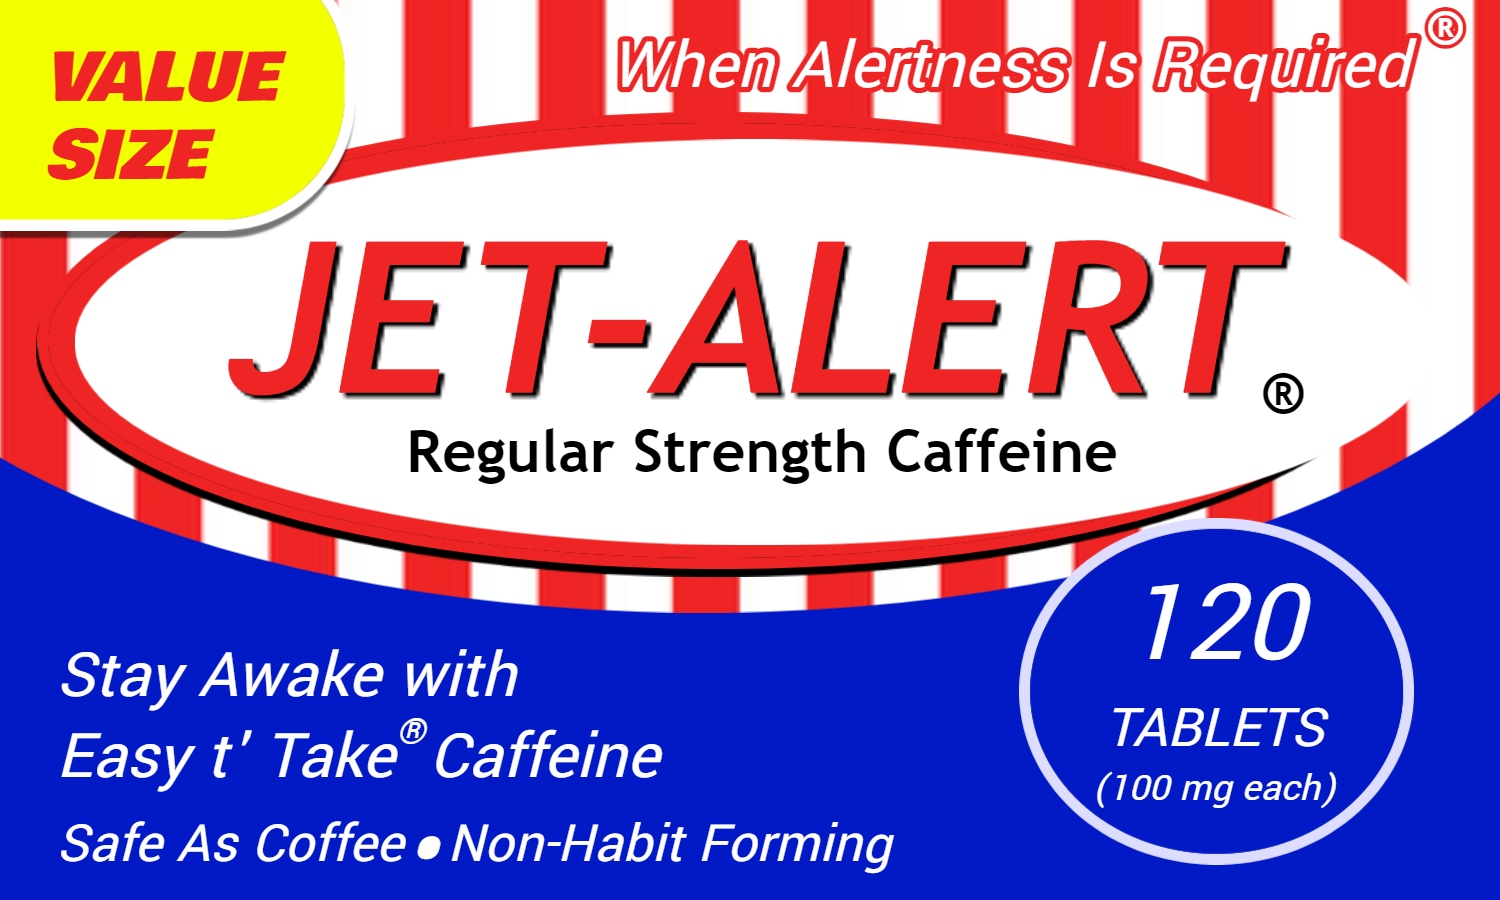 VALUE
SIZE
When Alertness Is Required®
JET-ALERT®
Regular Strength Caffeine
Stay Awake with
Easy t' Take® Caffeine
Safe As Coffee • Non-Habit Forming
120
TABLETS
(100 mg each)